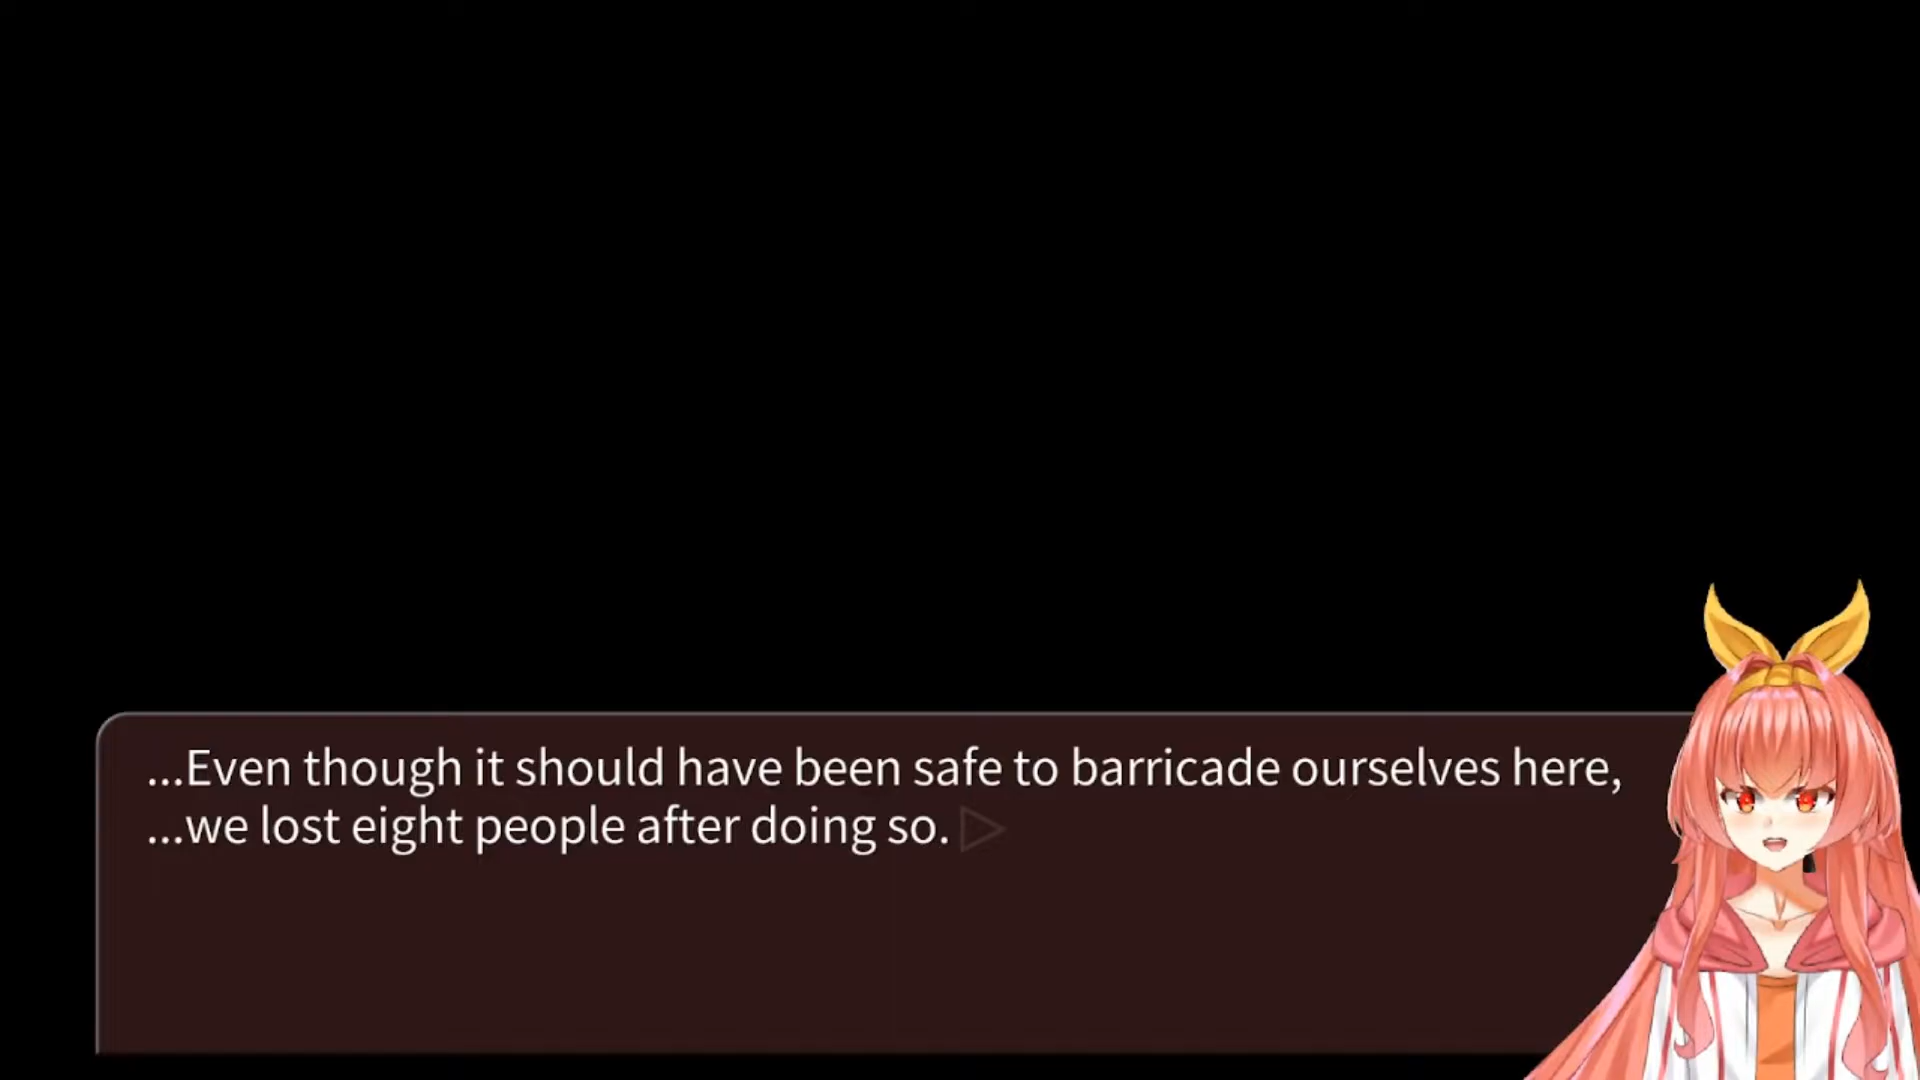 ...Even though it should have been safe to barricade ourselves here,
...we lost eight people after doing so.